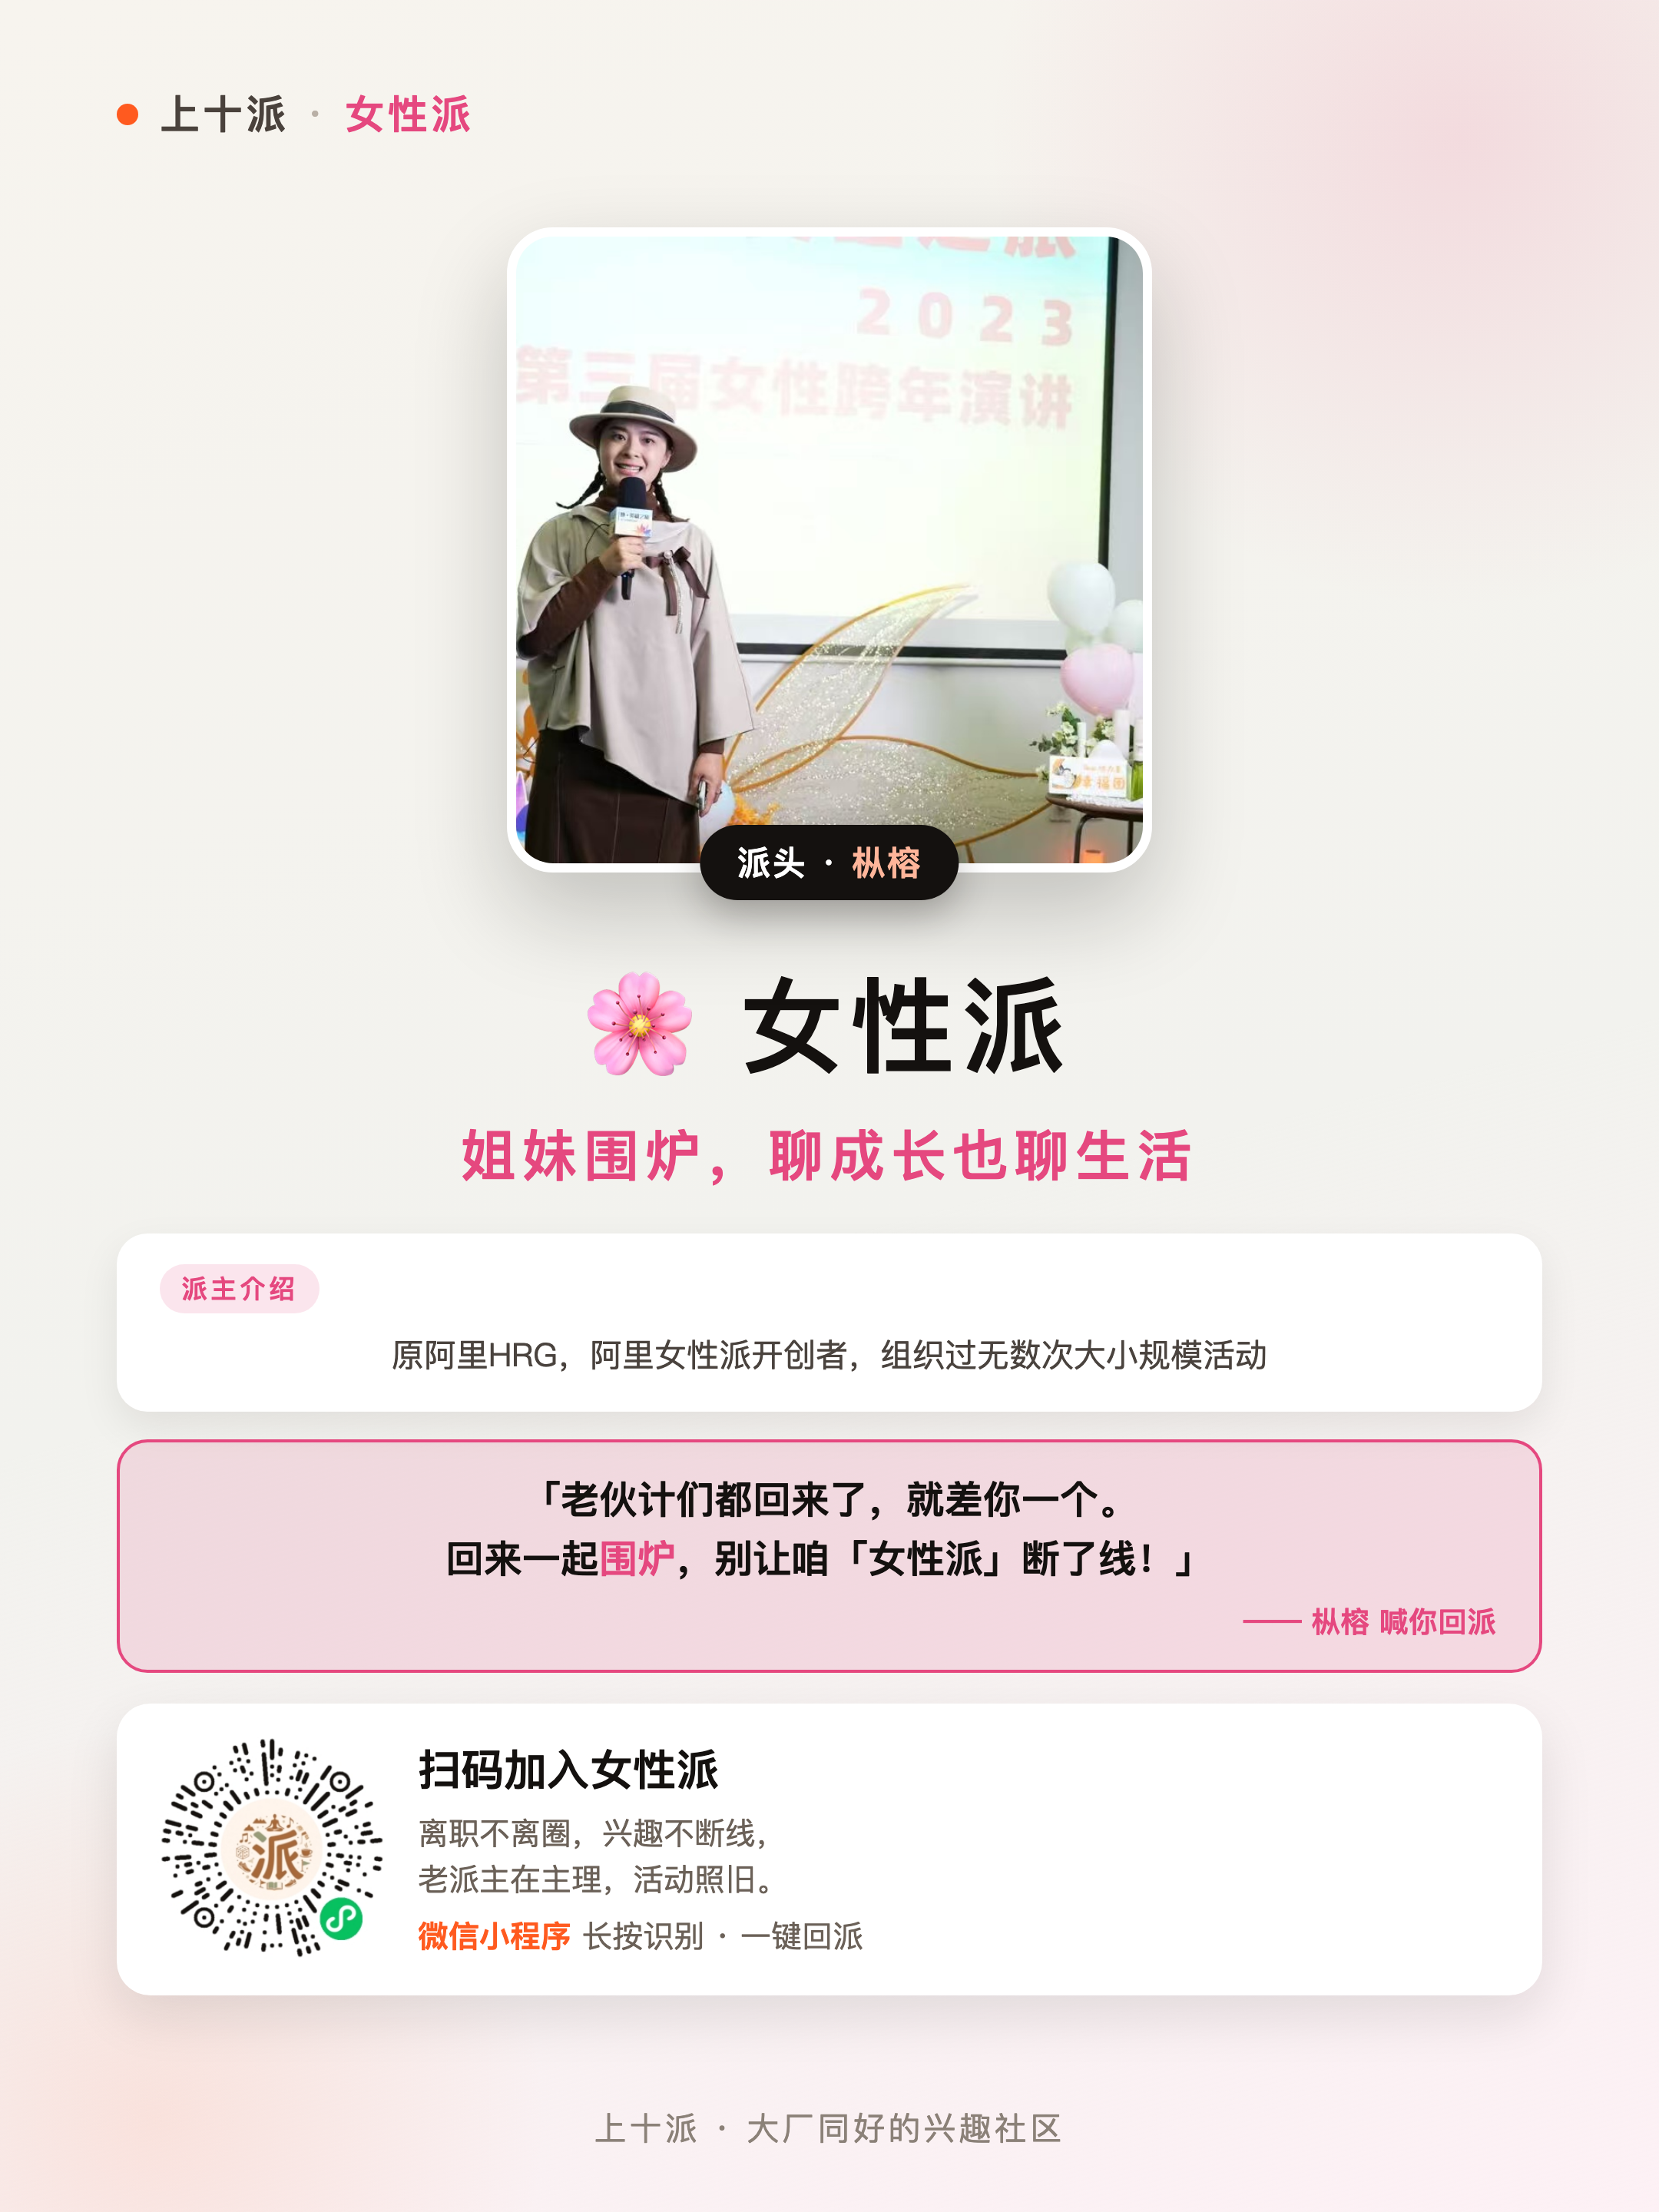 上十派 · 女性派
2023
第三届女性跨年演讲
派头 · 枞榕
女性派
姐妹围炉，聊成长也聊生活
派主介绍
原阿里HRG，阿里女性派开创者，组织过无数次大小规模活动
「老伙计们都回来了，就差你一个。
回来一起围炉，别让咱「女性派」断了线！」
—— 枞榕 喊你回派
派
扫码加入女性派
离职不离圈，兴趣不断线，
老派主在主理，活动照旧。
微信小程序 长按识别 · 一键回派
上十派 · 大厂同好的兴趣社区